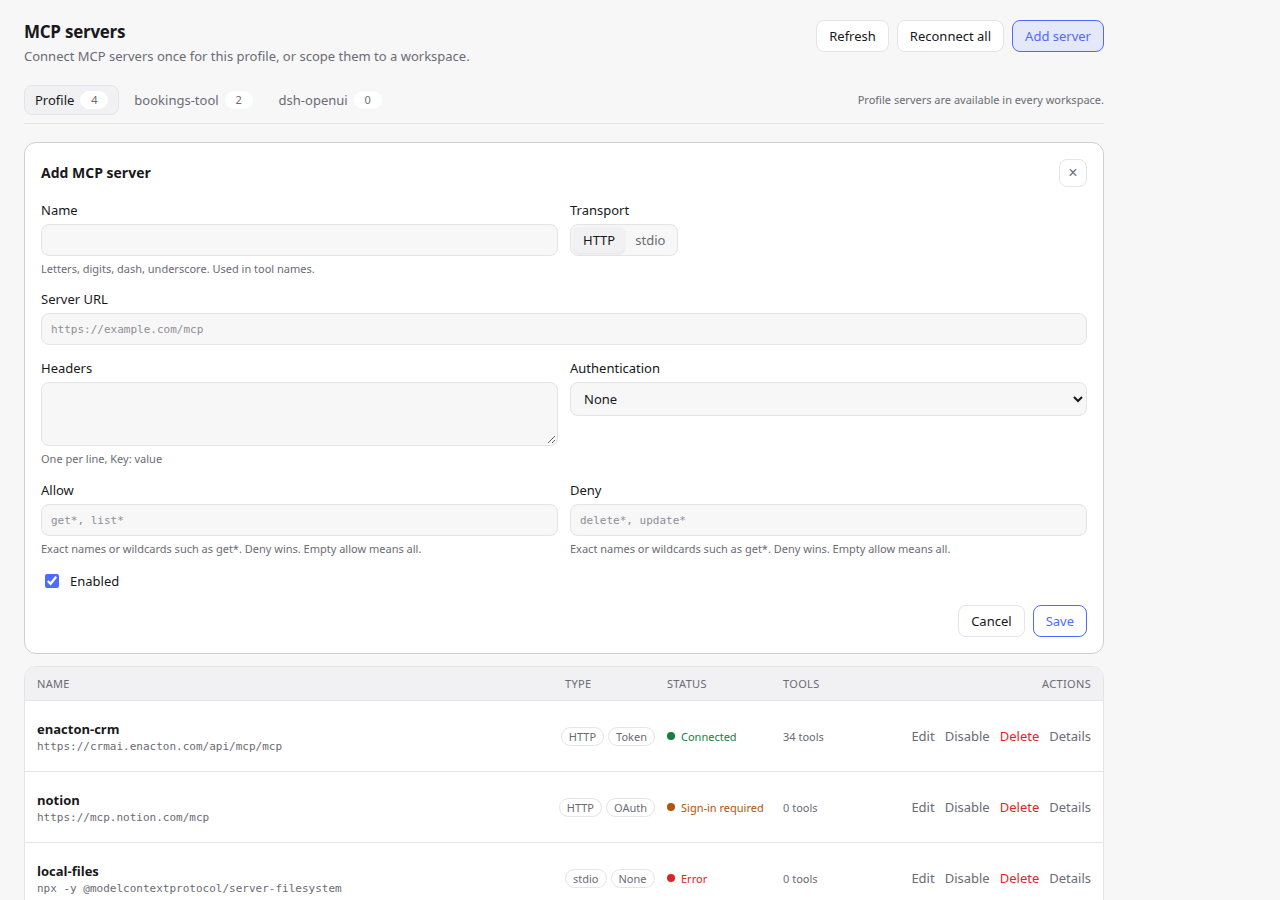 MCP servers
Connect MCP servers once for this profile, or scope them to a workspace.
Refresh
Reconnect all
Add server
Profile 4
bookings-tool 2
dsh-openui 0
Profile servers are available in every workspace.
Add MCP server
×
Name
Transport
HTTP
stdio
Letters, digits, dash, underscore. Used in tool names.
Server URL
https://example.com/mcp
Headers
Authentication
None
One per line, Key: value
Allow
Deny
get*, list*
delete*, update*
Exact names or wildcards such as get*. Deny wins. Empty allow means all.
Exact names or wildcards such as get*. Deny wins. Empty allow means all.
Enabled
Cancel
Save
NAME TYPE STATUS TOOLS ACTIONS
enacton-crm
https://crmai.enacton.com/api/mcp/mcp
HTTP Token Connected 34 tools Edit Disable Delete Details
notion
https://mcp.notion.com/mcp
HTTP OAuth Sign-in required 0 tools Edit Disable Delete Details
local-files
npx -y @modelcontextprotocol/server-filesystem
stdio None Error 0 tools Edit Disable Delete Details